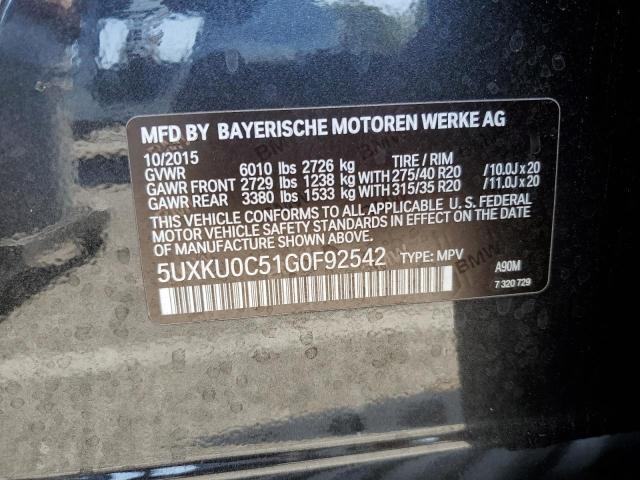 MFD BY BAYERISCHE MOTOREN WERKE AG
10/2015
GVWR 6010 lbs 2726 kg TIRE / RIM
GAWR FRONT 2729 lbs 1238 kg WITH 275/40 R20 /10.0J x 20
GAWR REAR 3380 lbs 1533 kg WITH 315/35 R20 /11.0J x 20
THIS VEHICLE CONFORMS TO ALL APPLICABLE U. S. FEDERAL
MOTOR VEHICLE SAFETY STANDARDS IN EFFECT ON THE DATE
OF MANUFACTURE SHOWN ABOVE.
5UXKU0C51G0F92542 TYPE: MPV A90M
7 320 729